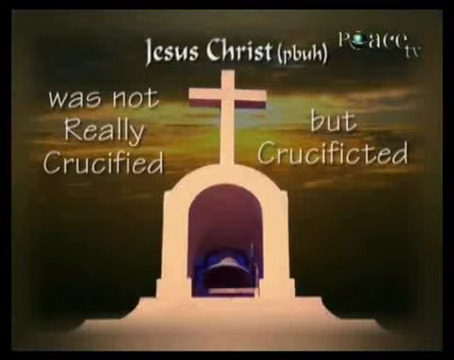 Jesus Christ (pbuh)
Peace
tv
was not
Really
Crucified
but
Crucificted